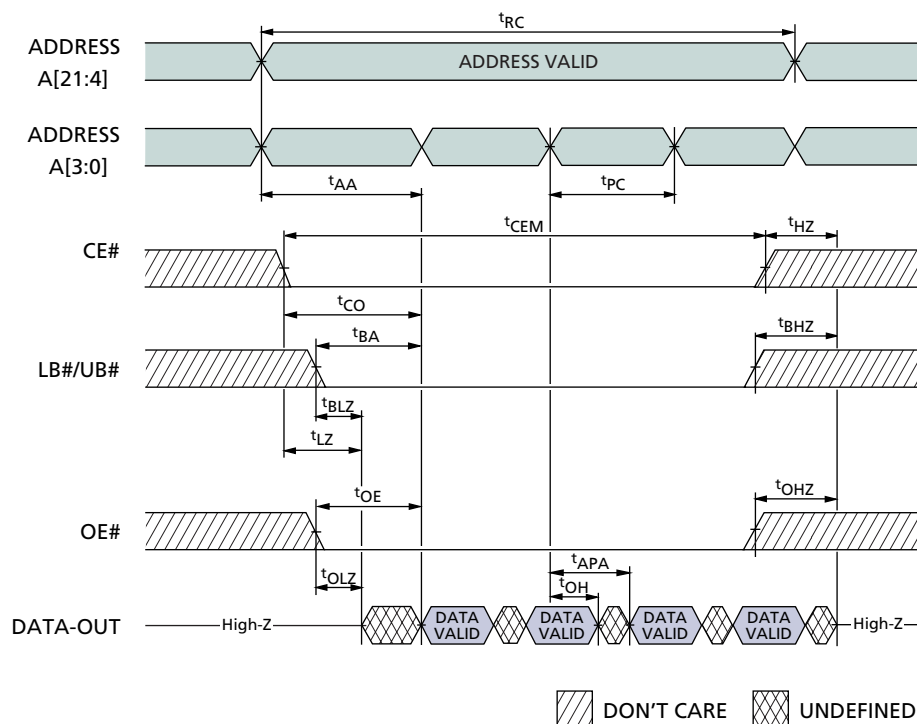 tRC
ADDRESS
A[21:4]
ADDRESS VALID
ADDRESS
A[3:0]
tAA
tPC
tCEM
tHZ
CE#
tCO
tBA
tBHZ
LB#/UB#
tBLZ
tLZ
tOE
tOHZ
OE#
tAPA
tOLZ
tOH
DATA-OUT
High-Z
DATA
VALID
DATA
VALID
DATA
VALID
DATA
VALID
High-Z
DON'T CARE
UNDEFINED